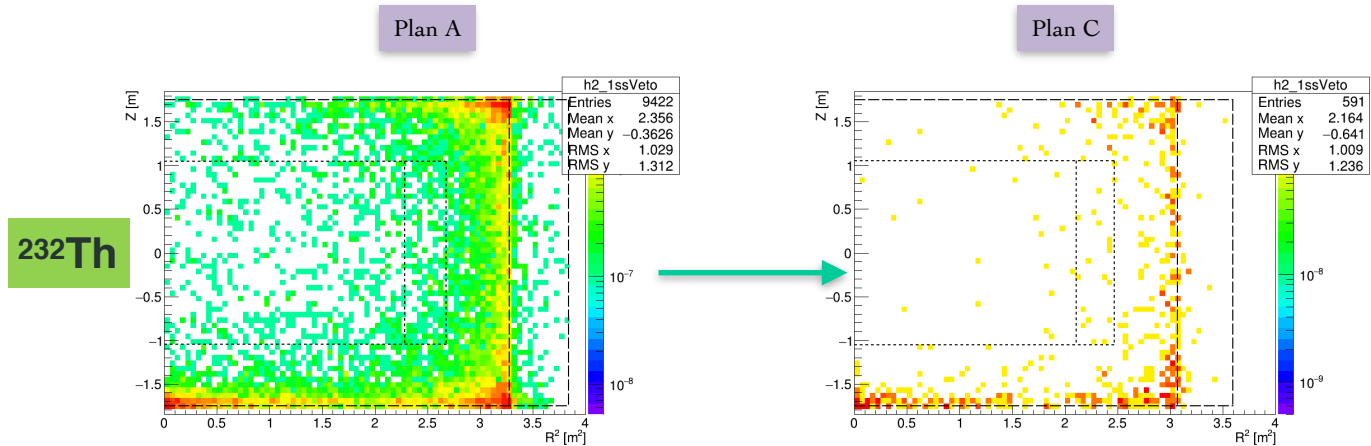 Plan A
Plan C
h2_1ssVeto
Entries 9422
Mean x 2.356
Mean y −0.3626
RMS x 1.029
RMS y 1.312
h2_1ssVeto
Entries 591
Mean x 2.164
Mean y −0.641
RMS x 1.009
RMS y 1.236
232Th
Z [m]
1.5
1
0.5
0
−0.5
−1
−1.5
0 0.5 1 1.5 2 2.5 3 3.5 4
R² [m²]
10⁻⁷
10⁻⁸
Z [m]
1.5
1
0.5
0
−0.5
−1
−1.5
0 0.5 1 1.5 2 2.5 3 3.5 4
R² [m²]
10⁻⁸
10⁻⁹